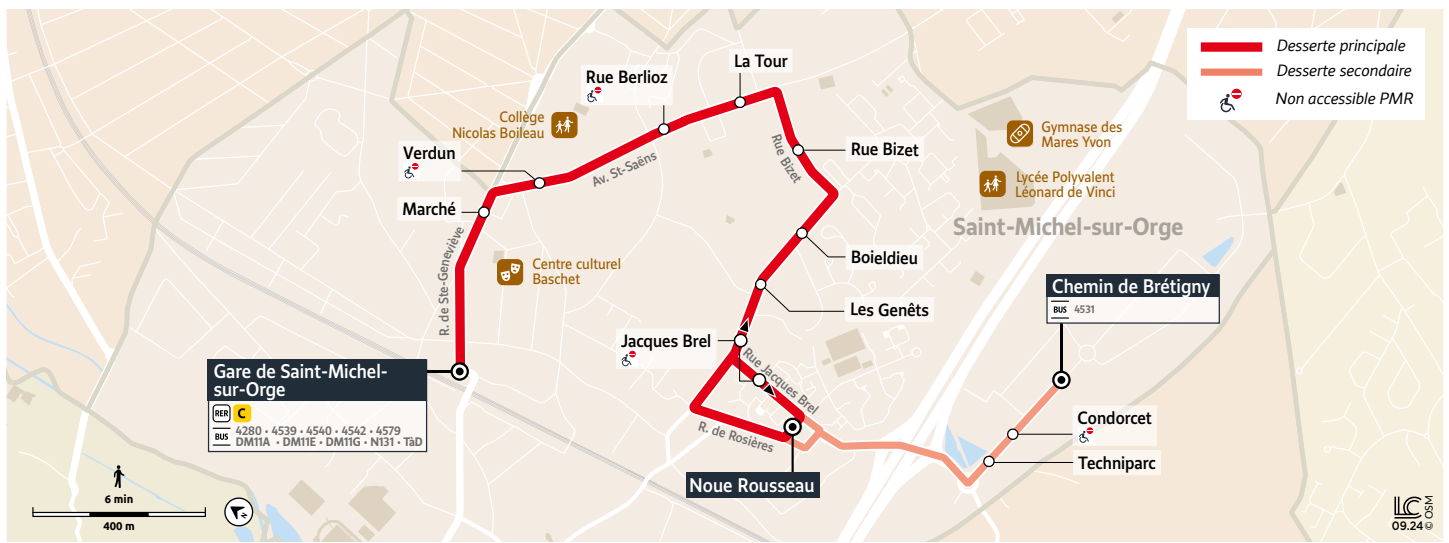 Desserte principale
Desserte secondaire
Non accessible PMR
La Tour
Rue Berlioz
Collège
Nicolas Boileau
Verdun
Av. St-Saëns
Rue Bizet
Rue Bizet
Gymnase des
Mares Yvon
Lycée Polyvalent
Léonard de Vinci
Marché
Saint-Michel-sur-Orge
R. de Ste-Geneviève
Centre culturel
Baschet
Boieldieu
Les Genêts
Chemin de Brétigny
BUS 4531
Jacques Brel
Rue Jacques Brel
Gare de Saint-Michel-
sur-Orge
RER C
BUS 4280 • 4539 • 4540 • 4542 • 4579
DM11A • DM11E • DM11G • N131 • TàD
R. de Rosières
Condorcet
Techniparc
Noue Rousseau
6 min
400 m
LC
09.24 © OSM